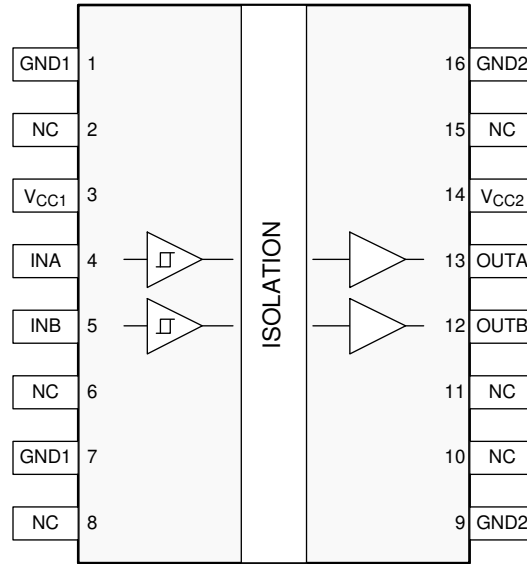 GND1 1 16 GND2
NC 2 15 NC
VCC1 3 14 VCC2
INA 4 13 OUTA
INB 5 12 OUTB
NC 6 11 NC
GND1 7 10 NC
NC 8 9 GND2
ISOLATION